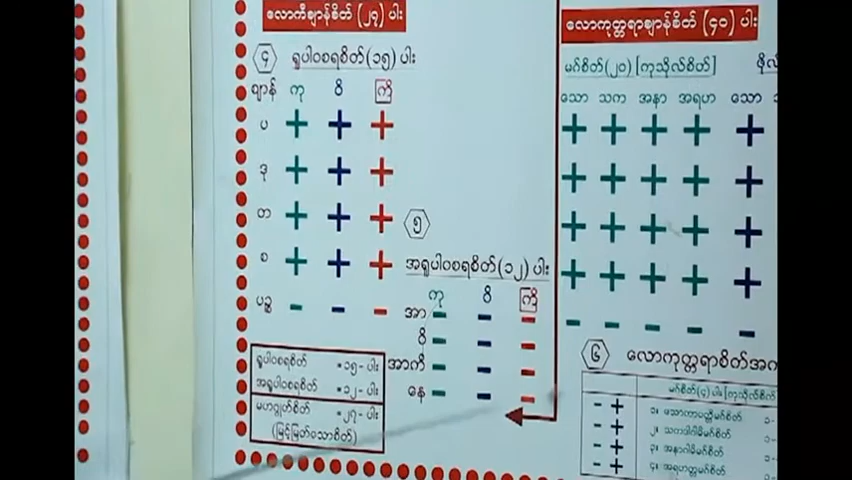 လောကီဈာန်စိတ် (၂၇) ပါး
၄ ရူပါဝစရစိတ်(၁၅)ပါး
ဈာန် ကု ဝိ ကြိ
ပ + + +
ဒု + + +
တ + + +
စ + + +
ပဉ္စ - - -
ရူပါဝစရစိတ် =၁၅-ပါး
အရူပါဝစရစိတ် =၁၂-ပါး
မဟဂ္ဂုတ်စိတ် =၂၇-ပါး
(မြင့်မြတ်သောစိတ်)
၅
အရူပါဝစရစိတ်(၁၂)ပါး
ကု ဝိ ကြိ
အာ - - -
ဝိ - - -
အာကိ - - -
နေ - - -
လောကုတ္တရာဈာန်စိတ် (၄၀) ပါး
မဂ်စိတ်(၂၀) [ကုသိုလ်စိတ်]
သော သက အနာ အရဟ သော
+ + + + +
+ + + + +
+ + + + +
+ + + + +
- - - - -
၆ လောကုတ္တရာစိတ်အကျ
မဂ်စိတ်(၄)ပါး[ကုသိုလ်စိတ်
- + ၁။ သောတာပတ္တိမဂ်စိတ် ၁-
- + ၂။ သကဒါဂါမိမဂ်စိတ် ၁-
- + ၃။ အနာဂါမိမဂ်စိတ် ၁-
- + ၄။ အရဟတ္တမဂ်စိတ် ၁-